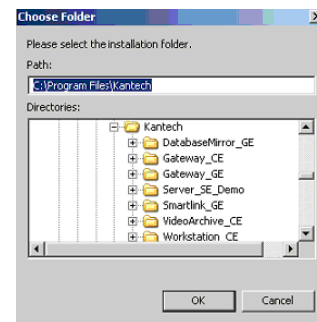 Choose Folder
Please select the installation folder.
Path:
C:\Program Files\Kantech
Directories:
Kantech
DatabaseMirror_GE
Gateway_CE
Gateway_GE
Server_SE_Demo
Smartlink_GE
VideoArchive_CE
Workstation_CE
OK
Cancel